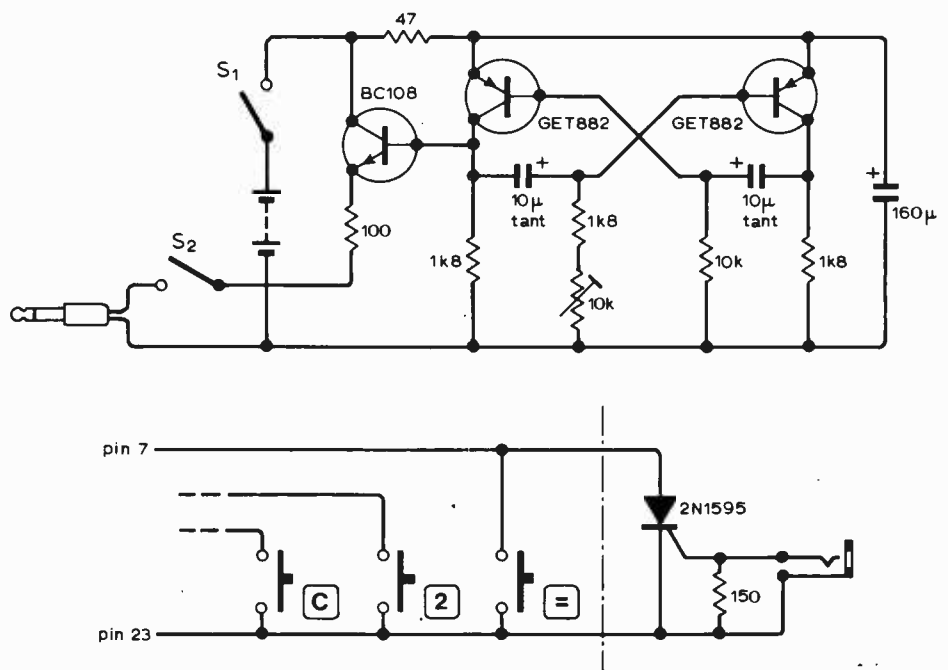 47
S1
BC108
GET882
GET882
+
10μ
tant
+
10μ
tant
+
160μ
100
1k8
S2
1k8
10k
10k
1k8
pin 7
2N1595
C
2
=
150
pin 23